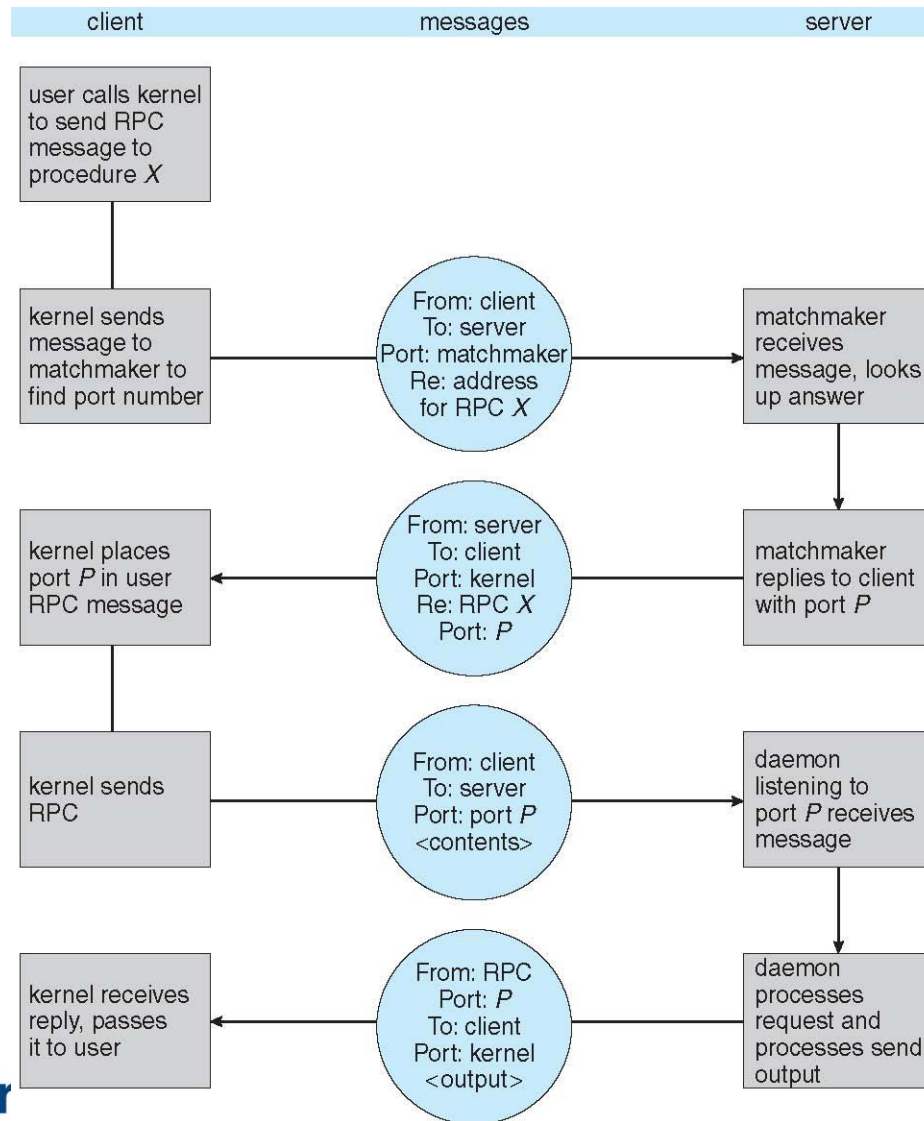 client
messages
server
user calls kernel
to send RPC
message to
procedure X
kernel sends
message to
matchmaker to
find port number
From: client
To: server
Port: matchmaker
Re: address
for RPC X
matchmaker
receives
message, looks
up answer
kernel places
port P in user
RPC message
From: server
To: client
Port: kernel
Re: RPC X
Port: P
matchmaker
replies to client
with port P
kernel sends
RPC
From: client
To: server
Port: port P
<contents>
daemon
listening to
port P receives
message
kernel receives
reply, passes
it to user
From: RPC
Port: P
To: client
Port: kernel
<output>
daemon
processes
request and
processes send
output
r